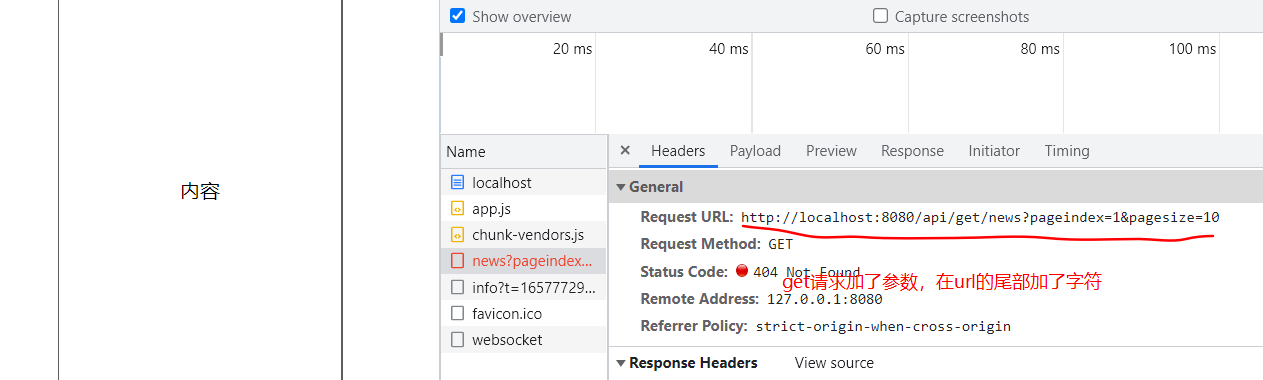 内容
Show overview
Capture screenshots
20 ms
40 ms
60 ms
80 ms
100 ms
Name
localhost
app.js
chunk-vendors.js
news?pageindex...
info?t=16577729...
favicon.ico
websocket
× Headers Payload Preview Response Initiator Timing
General
Request URL: http://localhost:8080/api/get/news?pageindex=1&pagesize=10
Request Method: GET
Status Code: 404 Not Found
get请求加了参数，在url的尾部加了字符
Remote Address: 127.0.0.1:8080
Referrer Policy: strict-origin-when-cross-origin
Response Headers View source